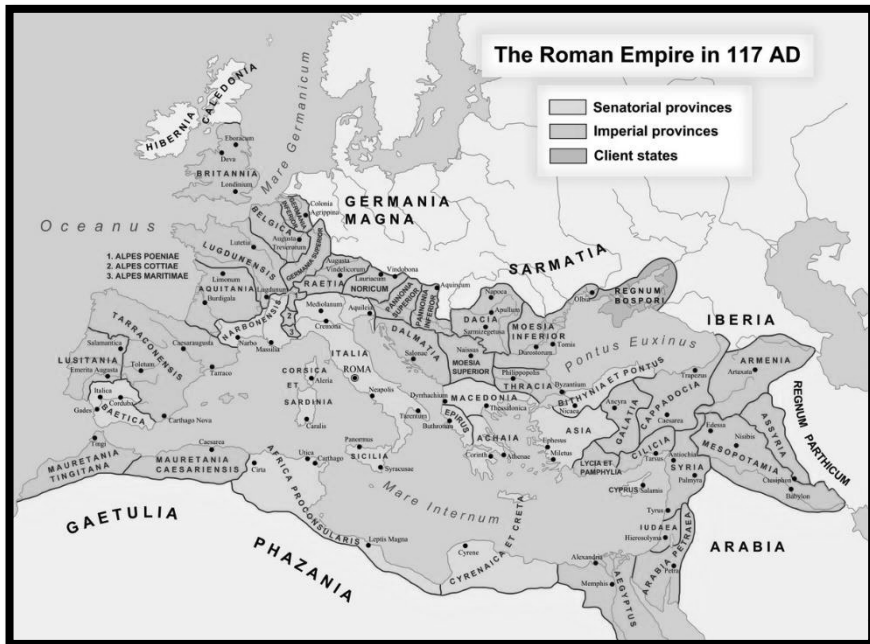 The Roman Empire in 117 AD
Senatorial provinces
Imperial provinces
Client states
HIBERNIA
CALEDONIA
Mare Germanicum
Eboracum
Deva
BRITANNIA
Londinium
Oceanus
GERMANIA
MAGNA
GERMANIA
INFERIOR
Colonia
Agrippina
BELGICA
Augusta
Treverorum
Lutetia
LUGDUNENSIS
GERMANIA SUPERIOR
1. ALPES POENIAE
2. ALPES COTTIAE
3. ALPES MARITIMAE
Limonum
AQUITANIA
Burdigala
Lugdunum
NARBONENSIS
Narbo
Massilia
1
2
3
Augusta
Vindelicorum
RAETIA
Lauriacum
NORICUM
Vindobona
PANNONIA
SUPERIOR
PANNONIA
INFERIOR
Aquincum
SARMATIA
Napoca
Apullum
DACIA
Sarmizegetusa
Olbia
REGNUM
BOSPORI
MOESIA
INFERIOR
Tomis
Durostorum
Naissus
MOESIA
SUPERIOR
Pontus Euxinus
IBERIA
TARRACONENSIS
Salamantica
Caesaraugusta
LUSITANIA
Toletum
Emerita Augusta
Tarraco
Italica
Corduba
BAETICA
Gades
Carthago Nova
Mediolanum
Cremona
Aquileia
ITALIA
ROMA
DALMATIA
Salonae
CORSICA
ET
SARDINIA
Aleria
Caralis
Neapolis
Tarentum
Dyrrhachium
MACEDONIA
Thessalonica
EPIRUS
Buthrotum
ACHAIA
Corinth
Athenae
Philippopolis
THRACIA
Byzantium
BITHYNIA ET PONTUS
Nicaea
Trapezus
ARMENIA
Artaxata
Ancyra
GALATIA
CAPPADOCIA
Caesarea
ASIA
Ephesus
Miletus
LYCIA ET
PAMPHYLIA
CILICIA
Tarsus
Antiochia
SYRIA
Palmyra
CYPRUS
Salamis
Edessa
Nisibis
MESOPOTAMIA
ASSYRIA
REGNUM PARTHICUM
Ctesiphon
Babylon
Tyrus
IUDAEA
Hierosolyma
ARABIA PETRAEA
Petra
ARABIA
Tingi
MAURETANIA
TINGITANA
Caesarea
MAURETANIA
CAESARIENSIS
Cirta
Utica
Carthago
AFRICA PROCONSULARIS
Panormus
SICILIA
Syracusae
Mare Internum
Leptis Magna
Cyrene
CYRENAICA ET CRETA
Alexandria
Memphis
AEGYPTUS
GAETULIA
PHAZANIA